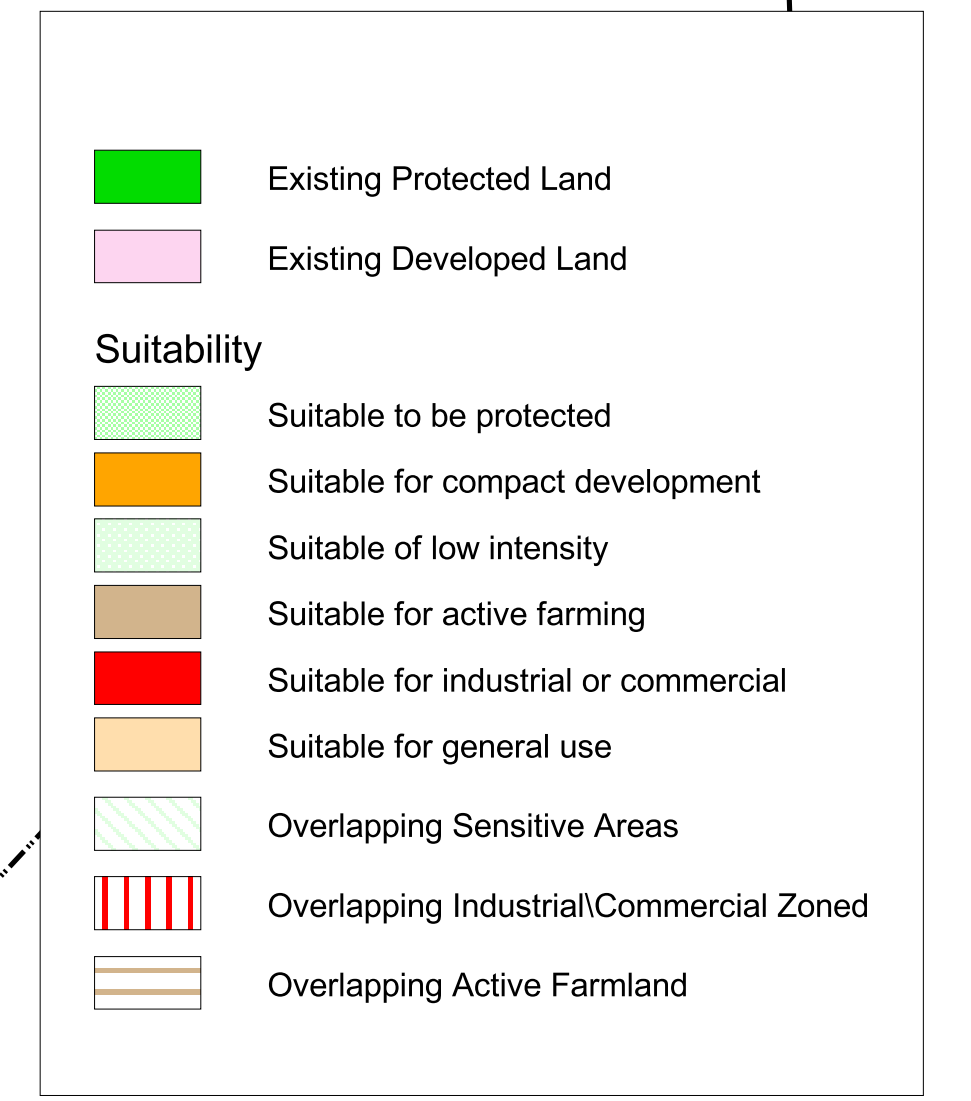 Existing Protected Land
Existing Developed Land
Suitability
Suitable to be protected
Suitable for compact development
Suitable of low intensity
Suitable for active farming
Suitable for industrial or commercial
Suitable for general use
Overlapping Sensitive Areas
Overlapping Industrial\Commercial Zoned
Overlapping Active Farmland